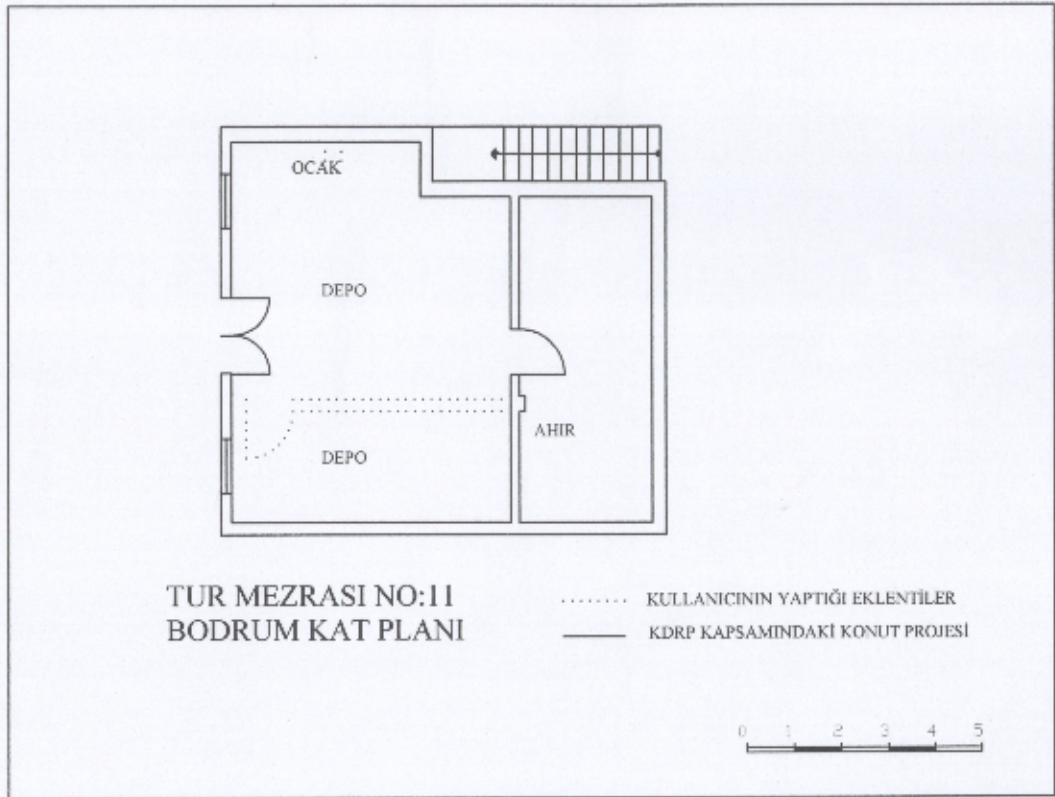 OCAK
DEPO
DEPO
AHIR
TUR MEZRASI NO:11
BODRUM KAT PLANI
KULLANICININ YAPTIĞI EKLENTİLER
KDRP KAPSAMINDAKİ KONUT PROJESİ
0 1 2 3 4 5